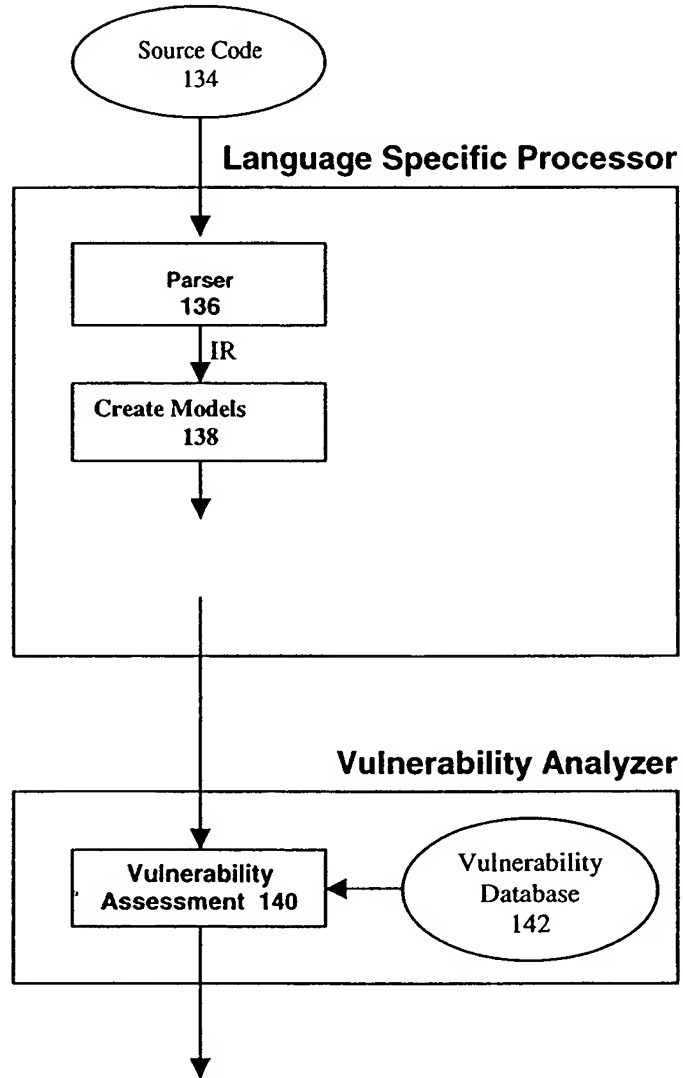 Source Code
134
Language Specific Processor
Parser
136
IR
Create Models
138
Vulnerability Analyzer
Vulnerability
Assessment 140
Vulnerability
Database
142